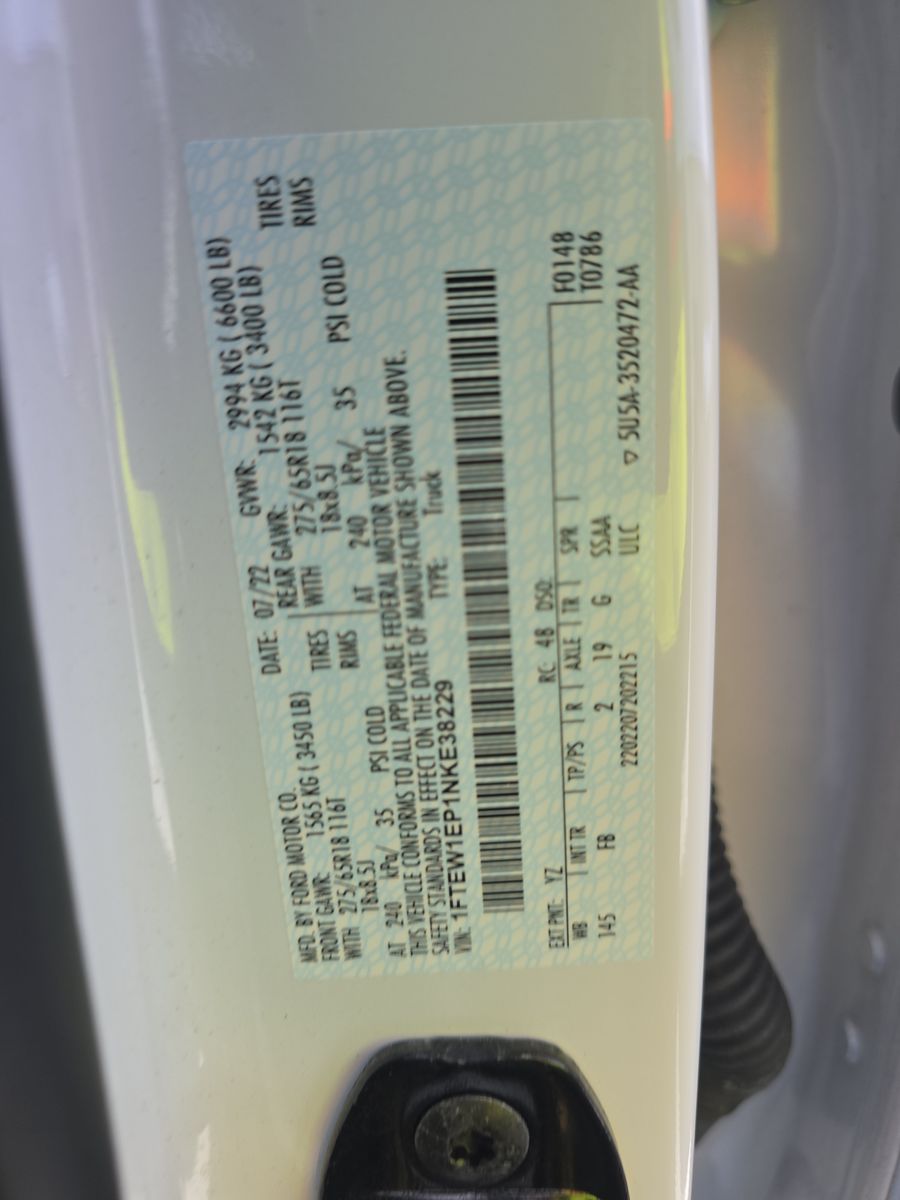 MFD. BY FORD MOTOR CO.
DATE: 07/22 GVWR: 2994 KG ( 6600 LB)
FRONT GAWR: 1565 KG ( 3450 LB) REAR GAWR: 1542 KG ( 3400 LB)
WITH 275/65R18 116T TIRES WITH 275/65R18 116T TIRES
18x8.5J RIMS 18x8.5J RIMS
AT 240 kPa/ 35 PSI COLD AT 240 kPa/ 35 PSI COLD
THIS VEHICLE CONFORMS TO ALL APPLICABLE FEDERAL MOTOR VEHICLE
SAFETY STANDARDS IN EFFECT ON THE DATE OF MANUFACTURE SHOWN ABOVE.
VIN: 1FTEW1EP1NKE38229 TYPE: Truck
EXT PNT: YZ RC: 48 DSO: F0148
WB INT TR TP/PS R AXLE TR SPR T0786
145 FB 2 19 G SSAA
2202207202215 ULC ▽ 5U5A-3520472-AA